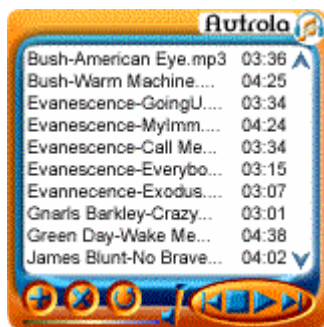 Autrola
Bush-American Eye.mp3 03:36
Bush-Warm Machine.... 04:25
Evanescence-GoingU.... 03:34
Evanescence-MyImm.... 04:24
Evanescence-Call Me... 03:34
Evanescence-Everybo... 03:15
Evannecence-Exodus.... 03:07
Gnarls Barkley-Crazy... 03:01
Green Day-Wake Me... 04:38
James Blunt-No Brave... 04:02